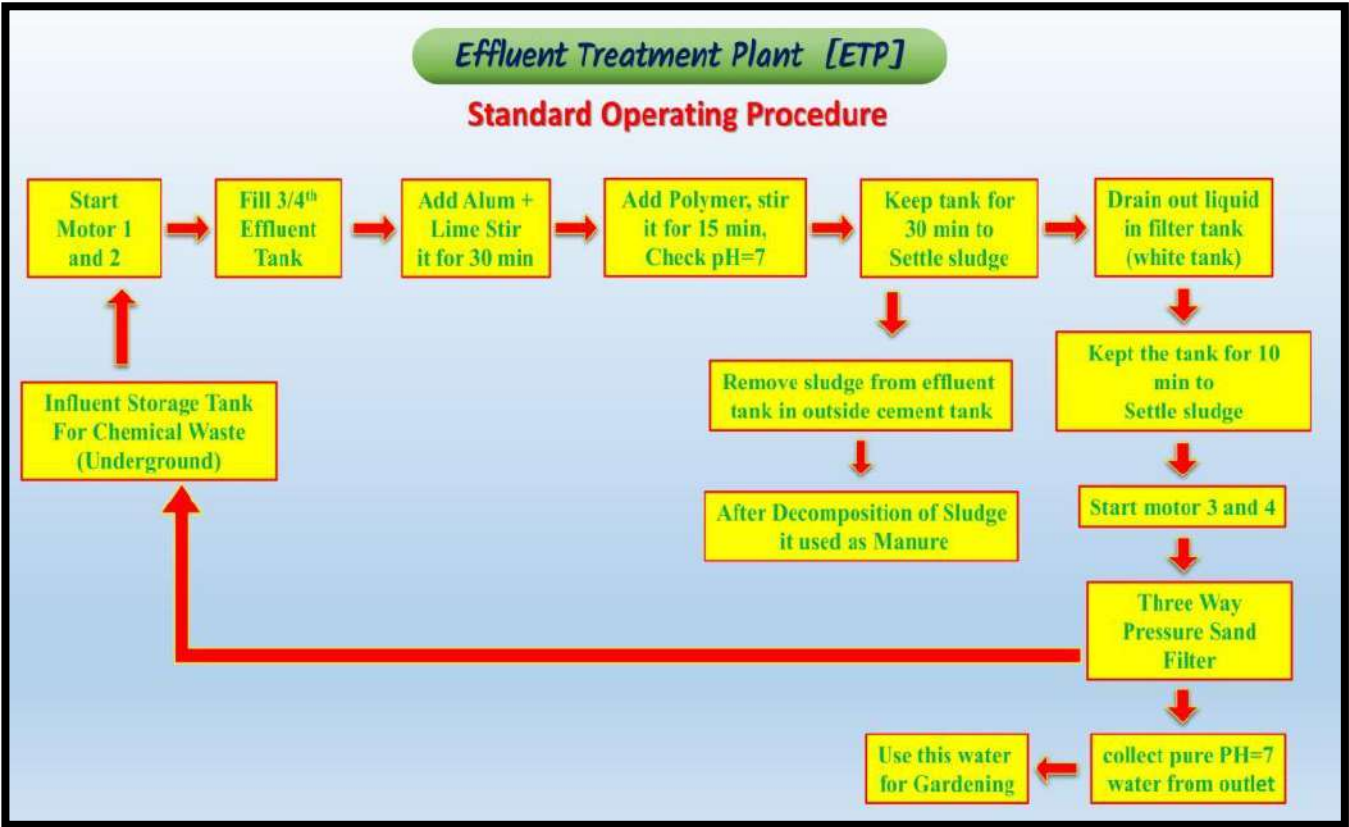 Effluent Treatment Plant [ETP]
Standard Operating Procedure
Start
Motor 1
and 2
Fill 3/4th
Effluent
Tank
Add Alum +
Lime Stir
it for 30 min
Add Polymer, stir
it for 15 min,
Check pH=7
Keep tank for
30 min to
Settle sludge
Drain out liquid
in filter tank
(white tank)
Influent Storage Tank
For Chemical Waste
(Underground)
Remove sludge from effluent
tank in outside cement tank
After Decomposition of Sludge
it used as Manure
Kept the tank for 10
min to
Settle sludge
Start motor 3 and 4
Three Way
Pressure Sand
Filter
collect pure PH=7
water from outlet
Use this water
for Gardening